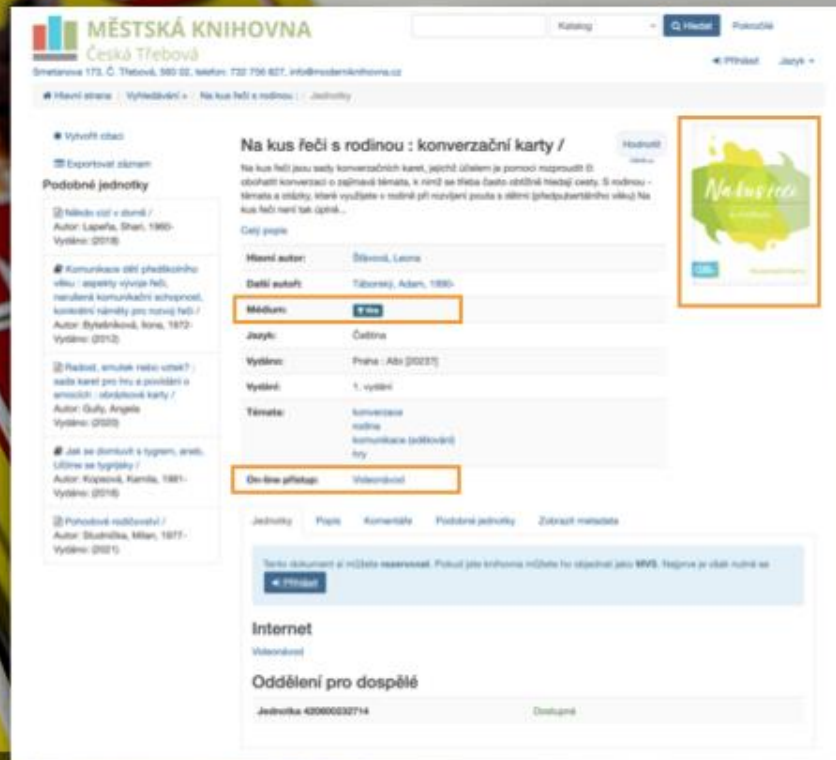 MĚSTSKÁ KNIHOVNA
Česká Třebová
Smetanova 173, Č. Třebová, 560 02, telefon: 732 756 827, info@moderniknihovna.cz
Katalog
Hledat
Pokročilé
Přihlásit
Jazyk
Hlavní strana / Vyhledávání » / Na kus řeči s rodinou : / Jednotky
Vytvořit citaci
Exportovat záznam
Podobné jednotky
Někdo cizí v domě /
Autor: Lapeña, Shari, 1960-
Vydáno: (2018)
Komunikace dětí předškolního
věku : aspekty vývoje řeči,
narušená komunikační schopnost,
konkrétní náměty pro rozvoj řeči /
Autor: Bytešníková, Ilona, 1972-
Vydáno: (2012)
Radost, smutek nebo vztek? :
sada karet pro hru a povídání o
emocích : obrázkové karty /
Autor: Gully, Angela
Vydáno: (2020)
Jak se domluvit s tygrem, aneb,
Učíme se tygrjsky /
Autor: Kopsová, Kamila, 1981-
Vydáno: (2016)
Pohodové rodičovství /
Autor: Studnička, Milan, 1977-
Vydáno: (2021)
Na kus řeči s rodinou : konverzační karty /
Hodnotit
Na kus řeči jsou sady konverzačních karet, jejichž účelem je pomoci rozproudit či
obohatit konverzaci o zajímavá témata, k nimž se třeba často obtížně hledají cesty. S rodinou -
témata a otázky, které využijete v rodině při rozvíjení pouta s dětmi (předpubertálního věku) Na
kus řeči není tak úplně...
Celý popis
Hlavní autor: Šťávová, Leona
Další autoři: Táborský, Adam, 1990-
Médium: Hra
Jazyk: Čeština
Vydáno: Praha : Albi [2023?]
Vydání: 1. vydání
Témata: konverzace
rodina
komunikace (sdělování)
hry
On-line přístup: Videonávod
Na kus řeči
Jednotky Popis Komentáře Podobné jednotky Zobrazit metadata
Tento dokument si můžete rezervovat. Pokud jste knihovna můžete ho objednat jako MVS. Nejprve je však nutné se
Přihlásit
Internet
Videonávod
Oddělení pro dospělé
Jednotka 420600232714 Dostupné